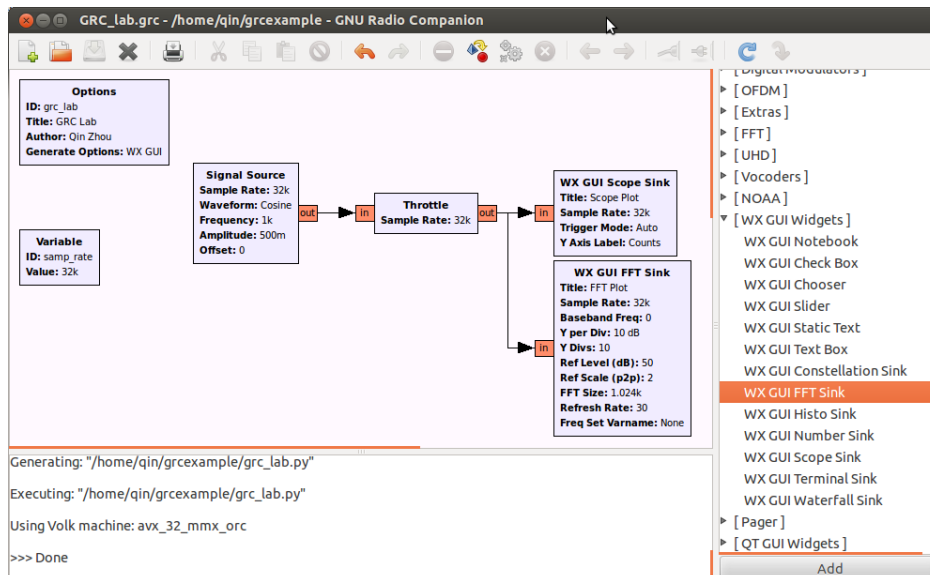 GRC_lab.grc - /home/qin/grcexample - GNU Radio Companion
Options
ID: grc_lab
Title: GRC Lab
Author: Qin Zhou
Generate Options: WX GUI
Variable
ID: samp_rate
Value: 32k
Signal Source
Sample Rate: 32k
Waveform: Cosine
Frequency: 1k
Amplitude: 500m
Offset: 0
out
in
Throttle
Sample Rate: 32k
out
in
WX GUI Scope Sink
Title: Scope Plot
Sample Rate: 32k
Trigger Mode: Auto
Y Axis Label: Counts
in
WX GUI FFT Sink
Title: FFT Plot
Sample Rate: 32k
Baseband Freq: 0
Y per Div: 10 dB
Y Divs: 10
Ref Level (dB): 50
Ref Scale (p2p): 2
FFT Size: 1.024k
Refresh Rate: 30
Freq Set Varname: None
[ Digital Modulators ]
[ OFDM ]
[ Extras ]
[ FFT ]
[ UHD ]
[ Vocoders ]
[ NOAA ]
[ WX GUI Widgets ]
WX GUI Notebook
WX GUI Check Box
WX GUI Chooser
WX GUI Slider
WX GUI Static Text
WX GUI Text Box
WX GUI Constellation Sink
WX GUI FFT Sink
WX GUI Histo Sink
WX GUI Number Sink
WX GUI Scope Sink
WX GUI Terminal Sink
WX GUI Waterfall Sink
[ Pager ]
[ QT GUI Widgets ]
Add
Generating: "/home/qin/grcexample/grc_lab.py"
Executing: "/home/qin/grcexample/grc_lab.py"
Using Volk machine: avx_32_mmx_orc
>>> Done